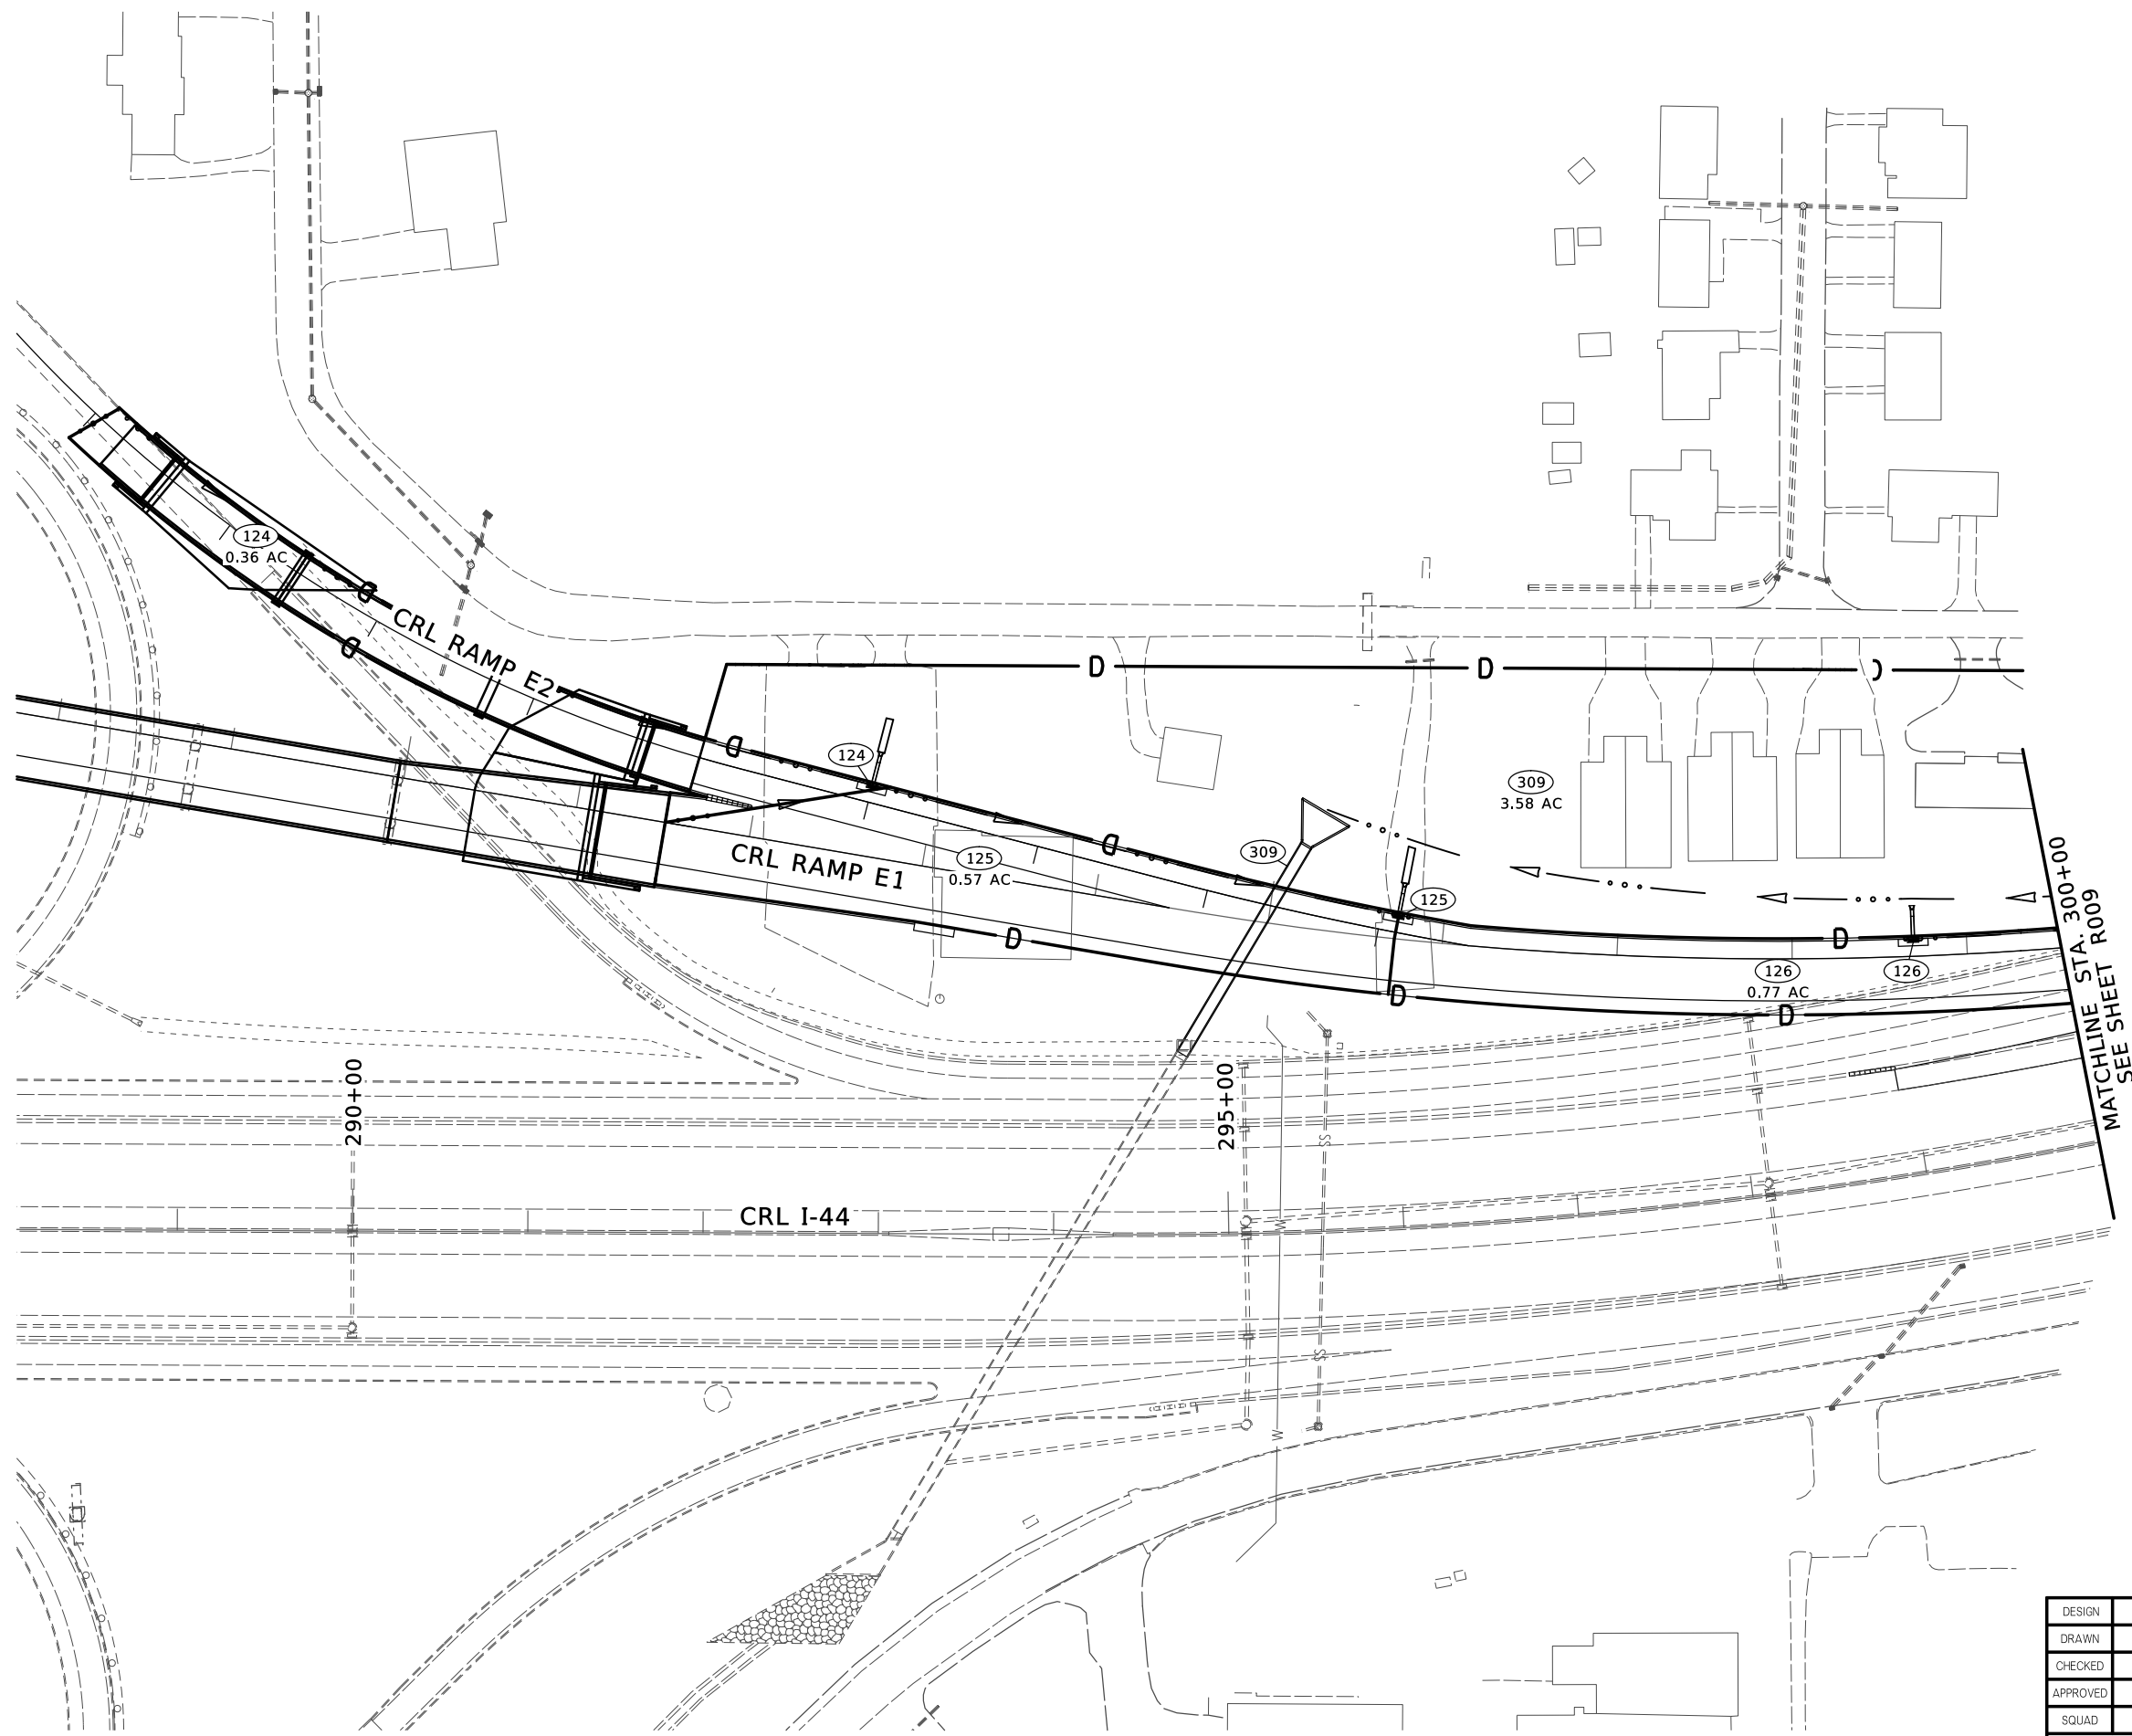 124
0.36 AC
D
D
CRL RAMP E2
D
D
D
D
124
309
3.58 AC
D
309
CRL RAMP E1
125
0.57 AC
125
D
D
126
0.77 AC
126
D
D
MATCHLINE STA. 300+00
SEE SHEET R009
290+00
295+00
SS
CRL I-44
W
SS
W
DESIGN
DRAWN
CHECKED
APPROVED
SQUAD